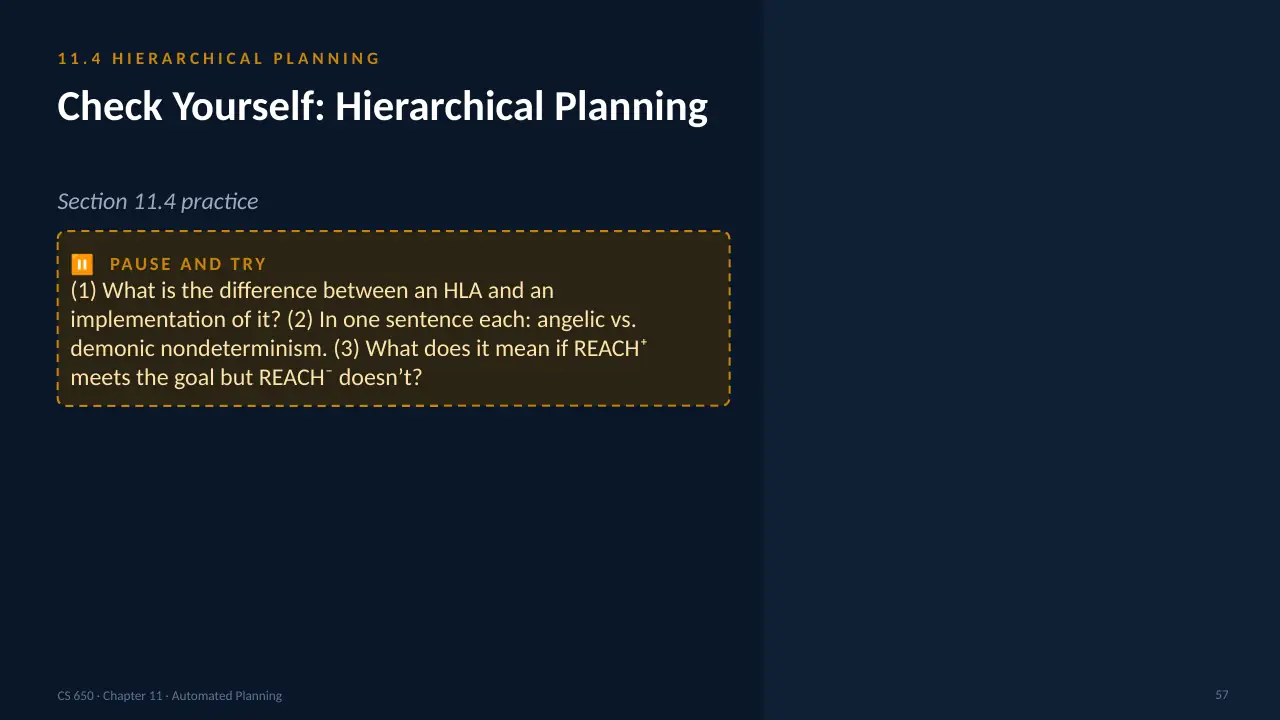 11.4 HIERARCHICAL PLANNING
Check Yourself: Hierarchical Planning
Section 11.4 practice
⏸ PAUSE AND TRY
(1) What is the difference between an HLA and an
implementation of it? (2) In one sentence each: angelic vs.
demonic nondeterminism. (3) What does it mean if REACH⁺
meets the goal but REACH⁻ doesn’t?
CS 650 · Chapter 11 · Automated Planning
57